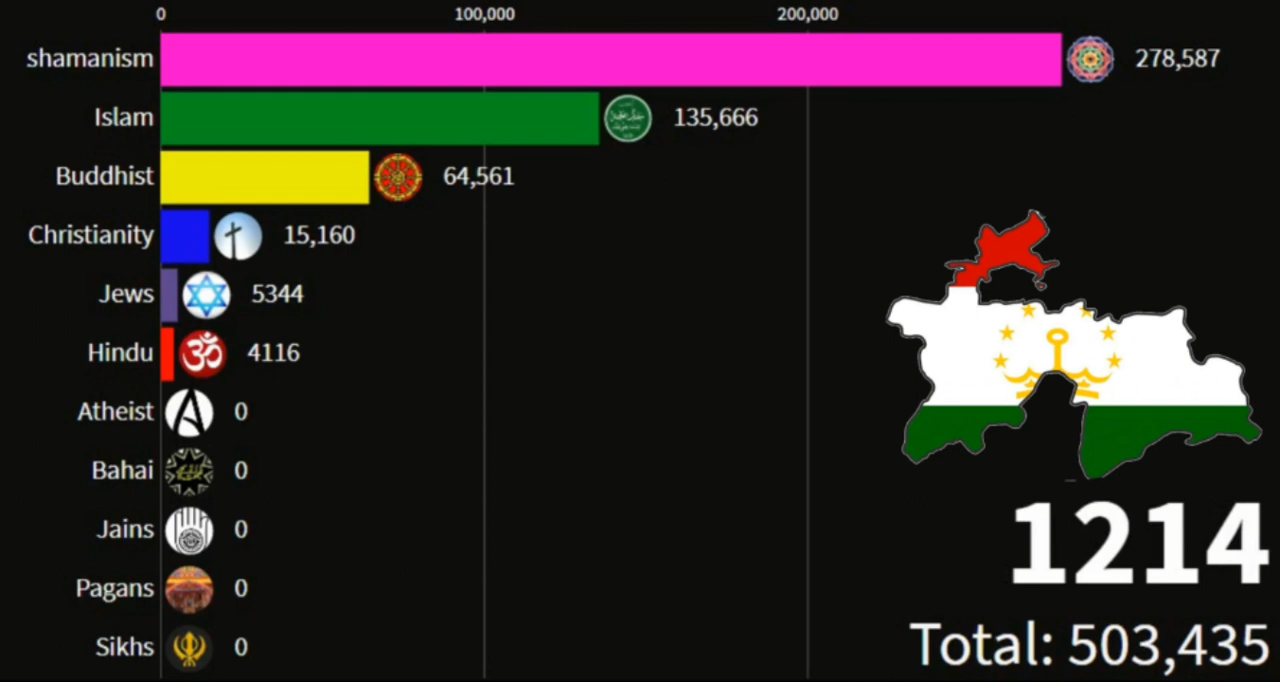 0 100,000 200,000
shamanism 278,587
Islam 135,666
Buddhist 64,561
Christianity 15,160
Jews 5344
Hindu 4116
Atheist 0
Bahai 0
Jains 0
Pagans 0
Sikhs 0
1214
Total: 503,435